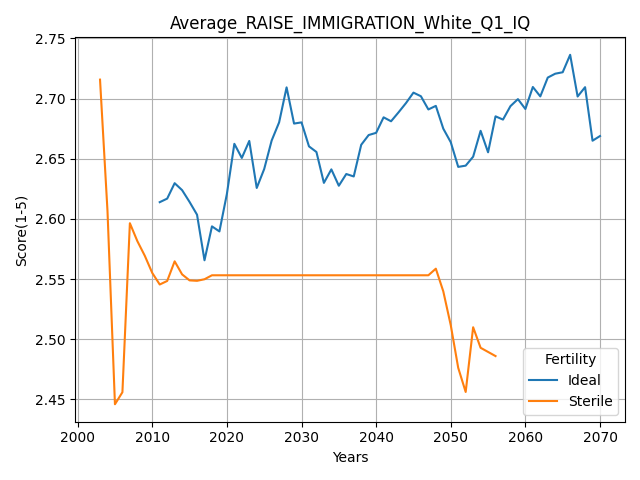 Average_RAISE_IMMIGRATION_White_Q1_IQ
Score(1-5)
2.75
2.70
2.65
2.60
2.55
2.50
2.45
2000 2010 2020 2030 2040 2050 2060 2070
Years
Fertility
Ideal
Sterile